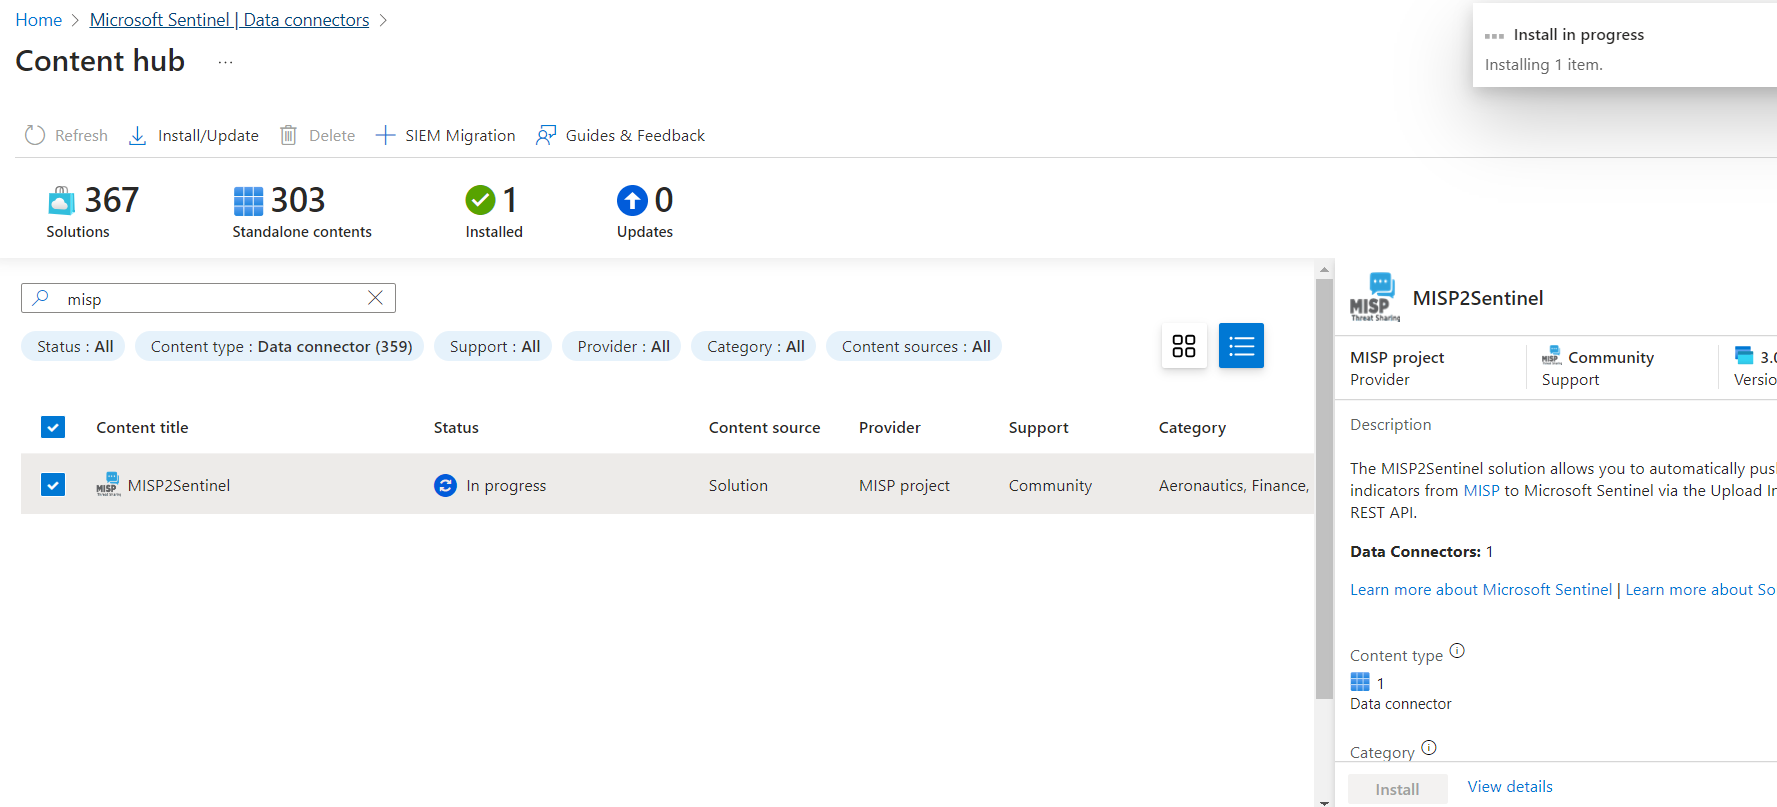 Home > Microsoft Sentinel | Data connectors >
Content hub ...
Install in progress
Installing 1 item.
Refresh Install/Update Delete SIEM Migration Guides & Feedback
367 303 1 0
Solutions Standalone contents Installed Updates
misp
Status : All Content type : Data connector (359) Support : All Provider : All Category : All Content sources : All
Content title Status Content source Provider Support Category
MISP Threat Sharing MISP2Sentinel In progress Solution MISP project Community Aeronautics, Finance,
MISP
Threat Sharing
MISP2Sentinel
MISP project MISP Community 3.0
Provider Support Versio
Description
The MISP2Sentinel solution allows you to automatically pus
indicators from MISP to Microsoft Sentinel via the Upload In
REST API.
Data Connectors: 1
Learn more about Microsoft Sentinel | Learn more about So
Content type
1
Data connector
Category
Install View details